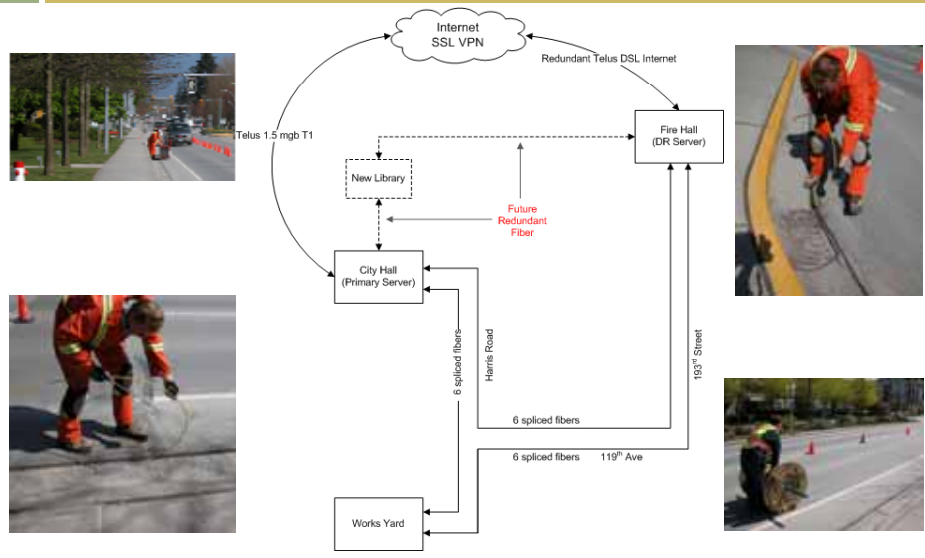 Internet
SSL VPN
Redundant Telus DSL Internet
Telus 1.5 mgb T1
Fire Hall
(DR Server)
New Library
Future
Redundant
Fiber
City Hall
(Primary Server)
6 spliced fibers
Harris Road
193rd Street
6 spliced fibers
6 spliced fibers 119th Ave
Works Yard